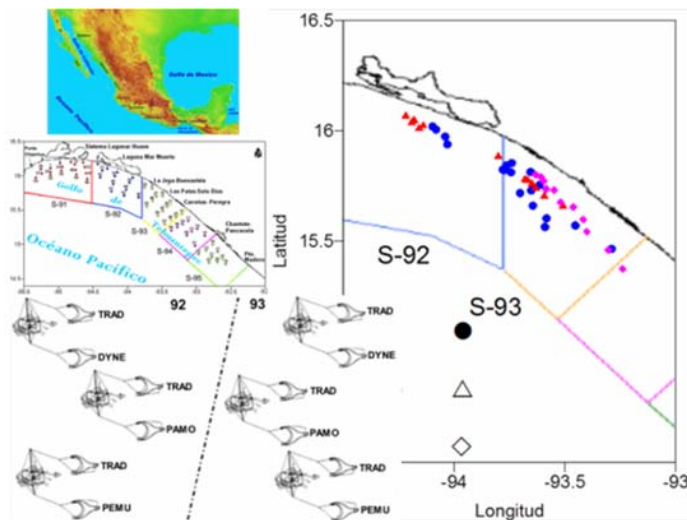 Golfo de Mexico
Sistema Lagunar Huave
Laguna Mar Muerto
La Joya Buenavista
Los Patos Solo Dios
Carretas Pereyra
Chantuto
Panzacola
Pto.
Madero
Golfo
de
Tehuantepec
Océano Pacífico
S-91
S-92
S-93
S-94
S-95
92
93
TRAD
DYNE
TRAD
PAMO
TRAD
PEMU
TRAD
DYNE
TRAD
PAMO
TRAD
PEMU
16.5
16
15.5
Latitud
S-92
S-93
-94
-93.5
-93
Longitud